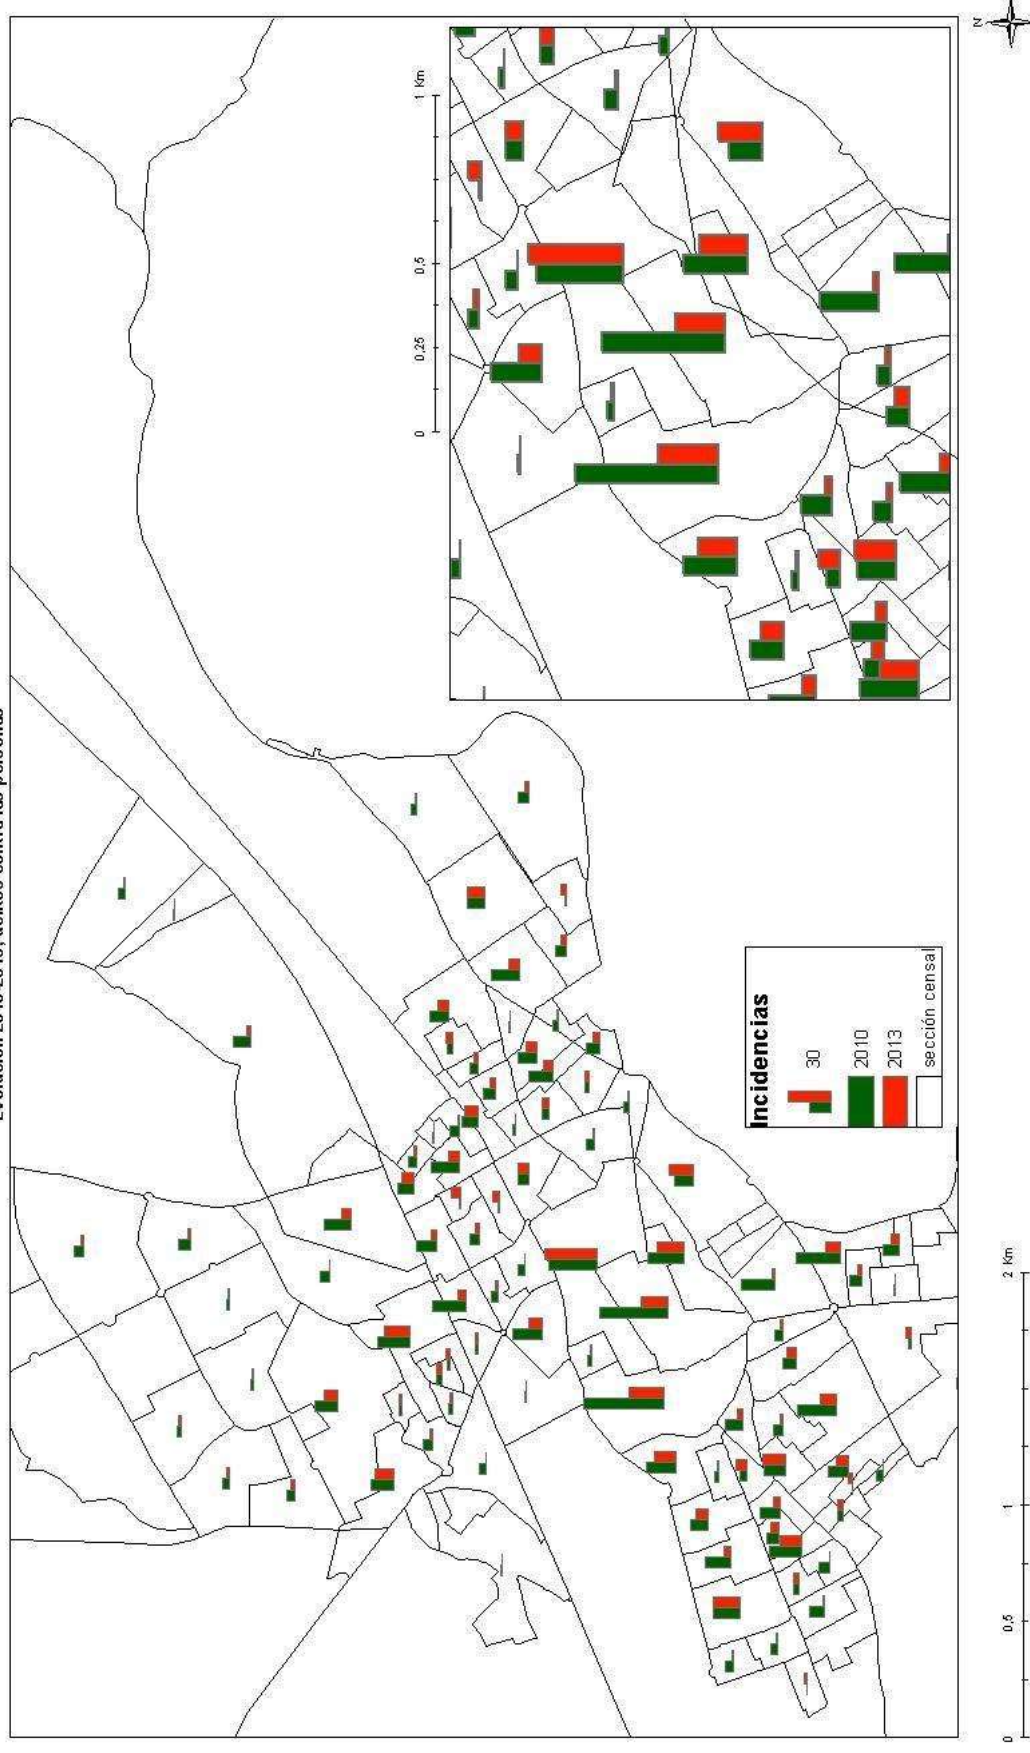 Evolución 2010-2013, delitos contra las personas
0 0,25 0,5 1 Km
Incidencias
30
2010
2013
sección censal
0 0,5 1 2 Km
N